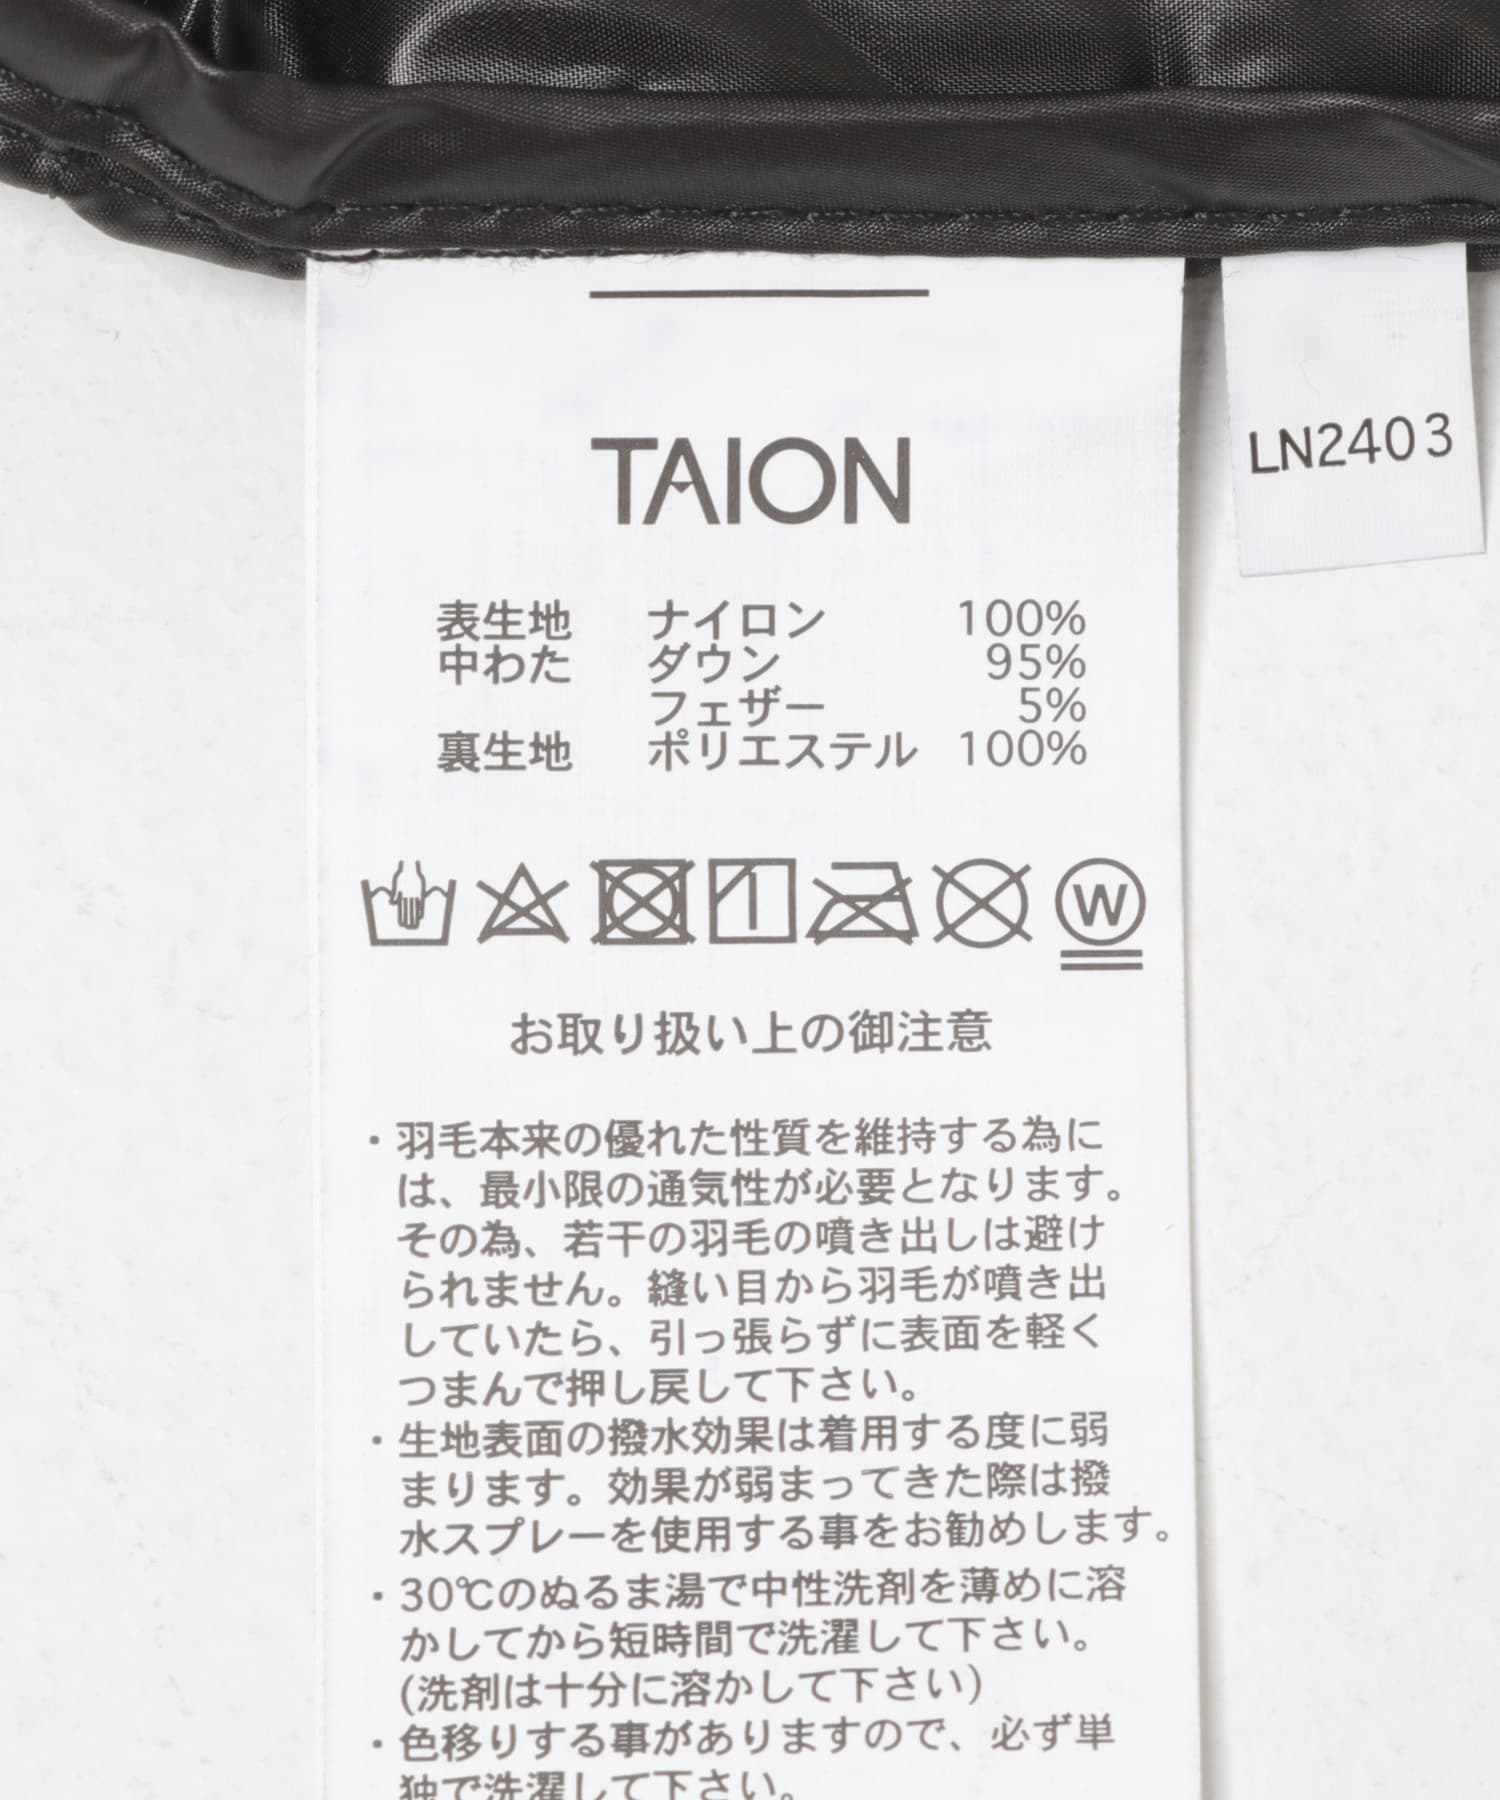 TAION
LN2403
表生地 ナイロン 100%
中わた ダウン 95%
フェザー 5%
裏生地 ポリエステル 100%
W
お取り扱い上の御注意
・羽毛本来の優れた性質を維持する為に
は、最小限の通気性が必要となります。
その為、若干の羽毛の噴き出しは避け
られません。縫い目から羽毛が噴き出
していたら、引っ張らずに表面を軽く
つまんで押し戻して下さい。
・生地表面の撥水効果は着用する度に弱
まります。効果が弱まってきた際は撥
水スプレーを使用する事をお勧めします。
・30℃のぬるま湯で中性洗剤を薄めに溶
かしてから短時間で洗濯して下さい。
(洗剤は十分に溶かして下さい)
・色移りする事がありますので、必ず単
独で洗濯して下さい。